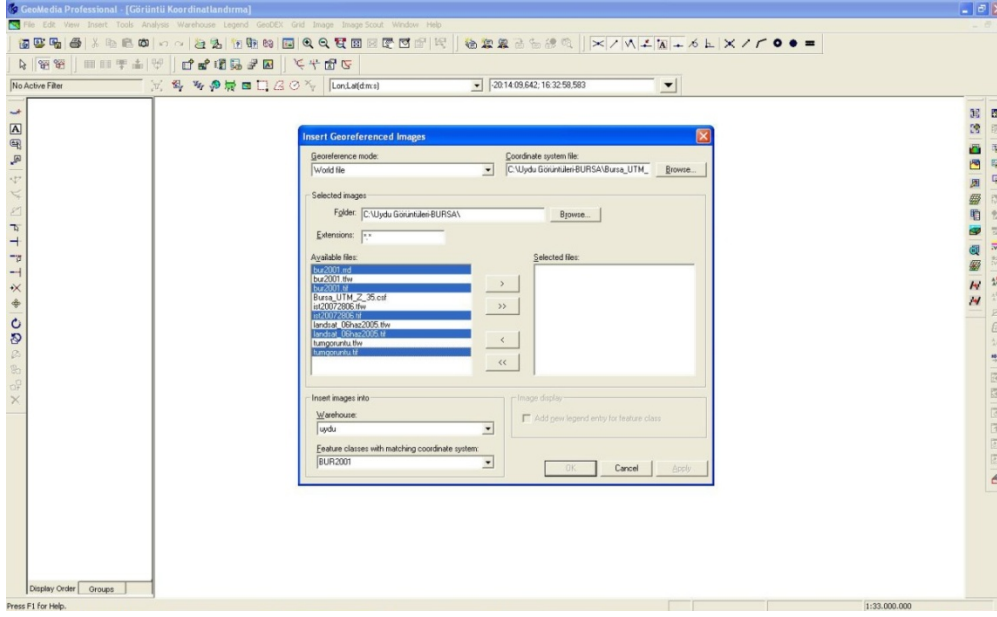 GeoMedia Professional - [Görüntü Koordinatlandırma]
File Edit View Insert Tools Analysis Warehouse Legend GeoDEX Grid Image Image Scout Window Help
No Active Filter
Lon;Lat(d:m:s)
-20:14:09,642; 16:32:58,583
Insert Georeferenced Images
Georeference mode:
Coordinate system file:
World file
C:\Uydu Görüntüleri-BURSA\Bursa_UTM_
Browse...
Selected images
Folder:
C:\Uydu Görüntüleri-BURSA\
Browse...
Extensions:
*.*
Available files:
Selected files:
bur2001.rrd
bur2001.tfw
bur2001.tif
Bursa_UTM_Z_35.csf
ist20072806.tfw
ist20072806.tif
landsat_06haz2005.tfw
landsat_06haz2005.tif
tumgoruntu.tfw
tumgoruntu.tif
>
>>
<
<<
Insert images into
Image display
Warehouse:
Add new legend entry for feature class
uydu
Feature classes with matching coordinate system:
BUR2001
OK
Cancel
Apply
Display Order
Groups
Press F1 for Help.
1:33.000.000